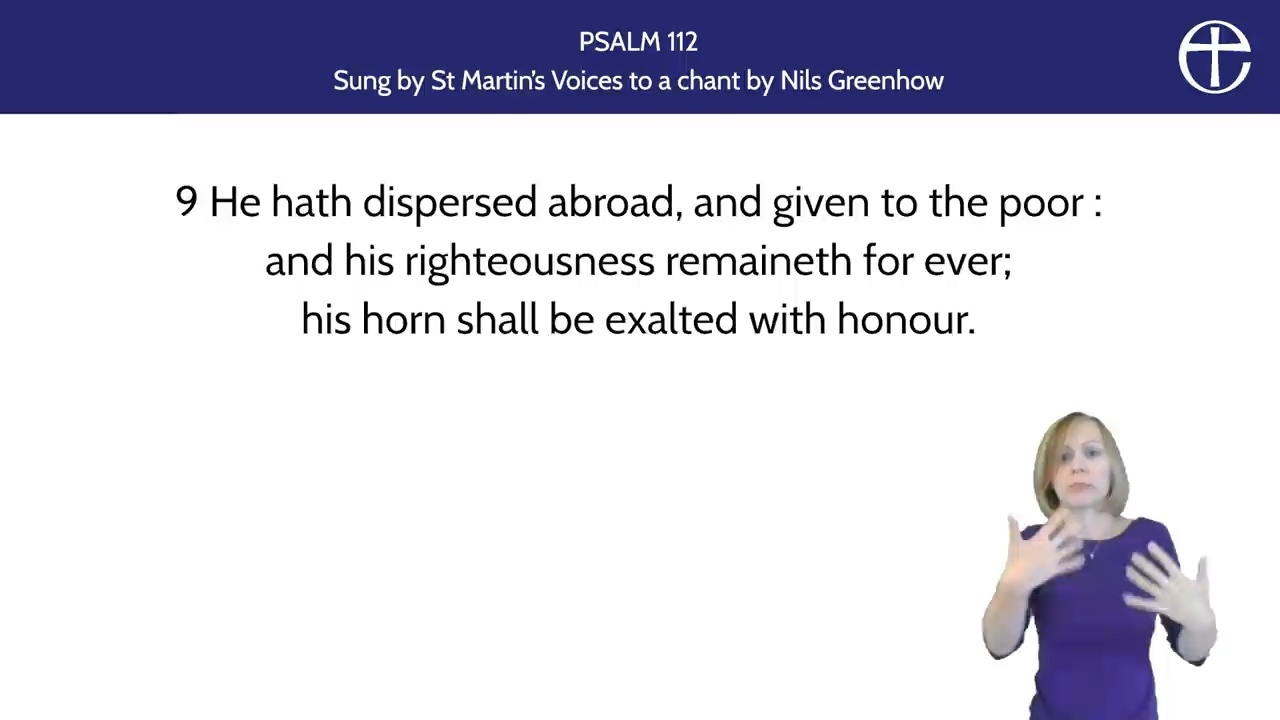 PSALM 112
Sung by St Martin's Voices to a chant by Nils Greenhow
9 He hath dispersed abroad, and given to the poor :
and his righteousness remaineth for ever;
his horn shall be exalted with honour.